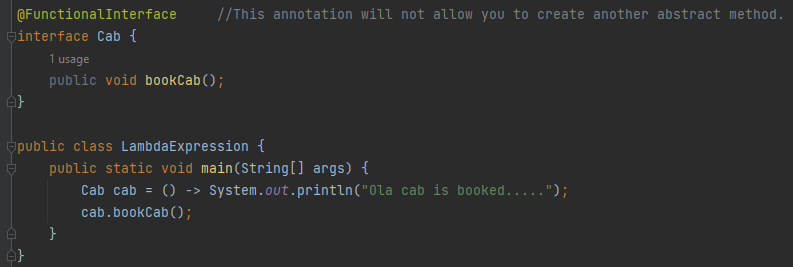 @FunctionalInterface     //This annotation will not allow you to create another abstract method.
interface Cab {
    1 usage
    public void bookCab();
}

public class LambdaExpression {
    public static void main(String[] args) {
        Cab cab = () -> System.out.println("Ola cab is booked.....");
        cab.bookCab();
    }
}